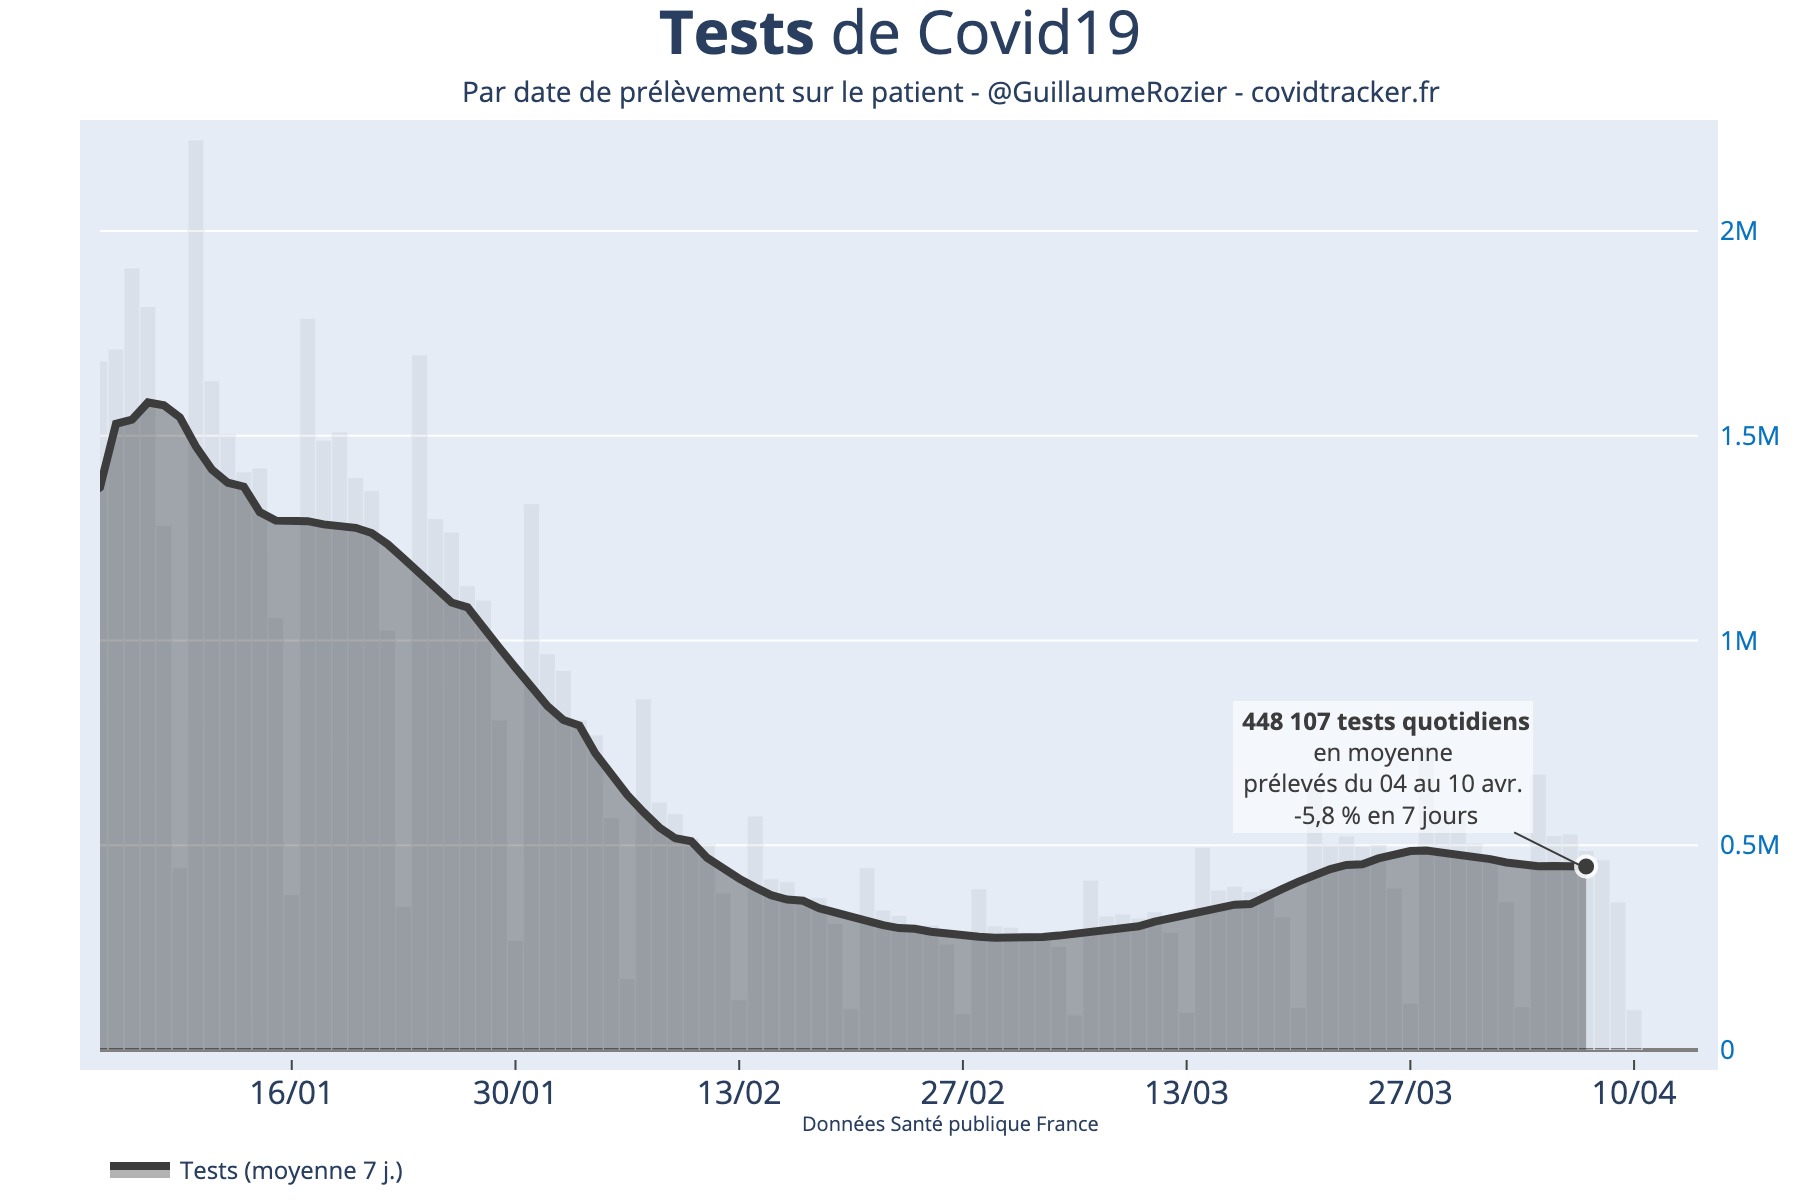 Tests de Covid19
Par date de prélèvement sur le patient - @GuillaumeRozier - covidtracker.fr
2M
1.5M
1M
448 107 tests quotidiens
en moyenne
prélevés du 04 au 10 avr.
-5,8 % en 7 jours
0.5M
0
16/01 30/01 13/02 27/02 13/03 27/03 10/04
Données Santé publique France
Tests (moyenne 7 j.)